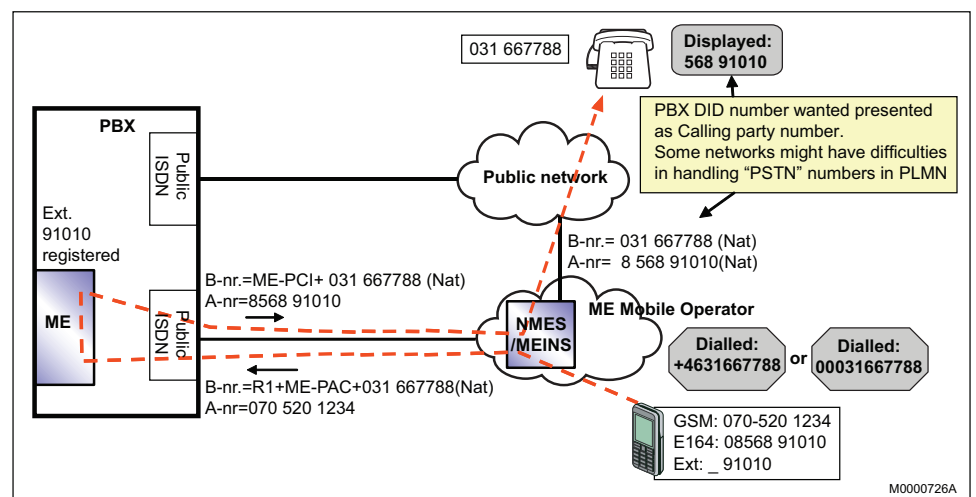 031 667788
Displayed:
568 91010
PBX DID number wanted presented
as Calling party number.
Some networks might have difficulties
in handling “PSTN” numbers in PLMN
PBX
Public
ISDN
Public network
Ext.
91010
registered
B-nr.= 031 667788 (Nat)
A-nr= 8 568 91010(Nat)
B-nr.=ME-PCI+ 031 667788 (Nat)
A-nr=8568 91010
ME
Public
ISDN
NMES
/MEINS
ME Mobile Operator
Dialled:
+4631667788
or
Dialled:
00031667788
B-nr.=R1+ME-PAC+031 667788(Nat)
A-nr=070 520 1234
GSM: 070-520 1234
E164: 08568 91010
Ext: _ 91010
M0000726A